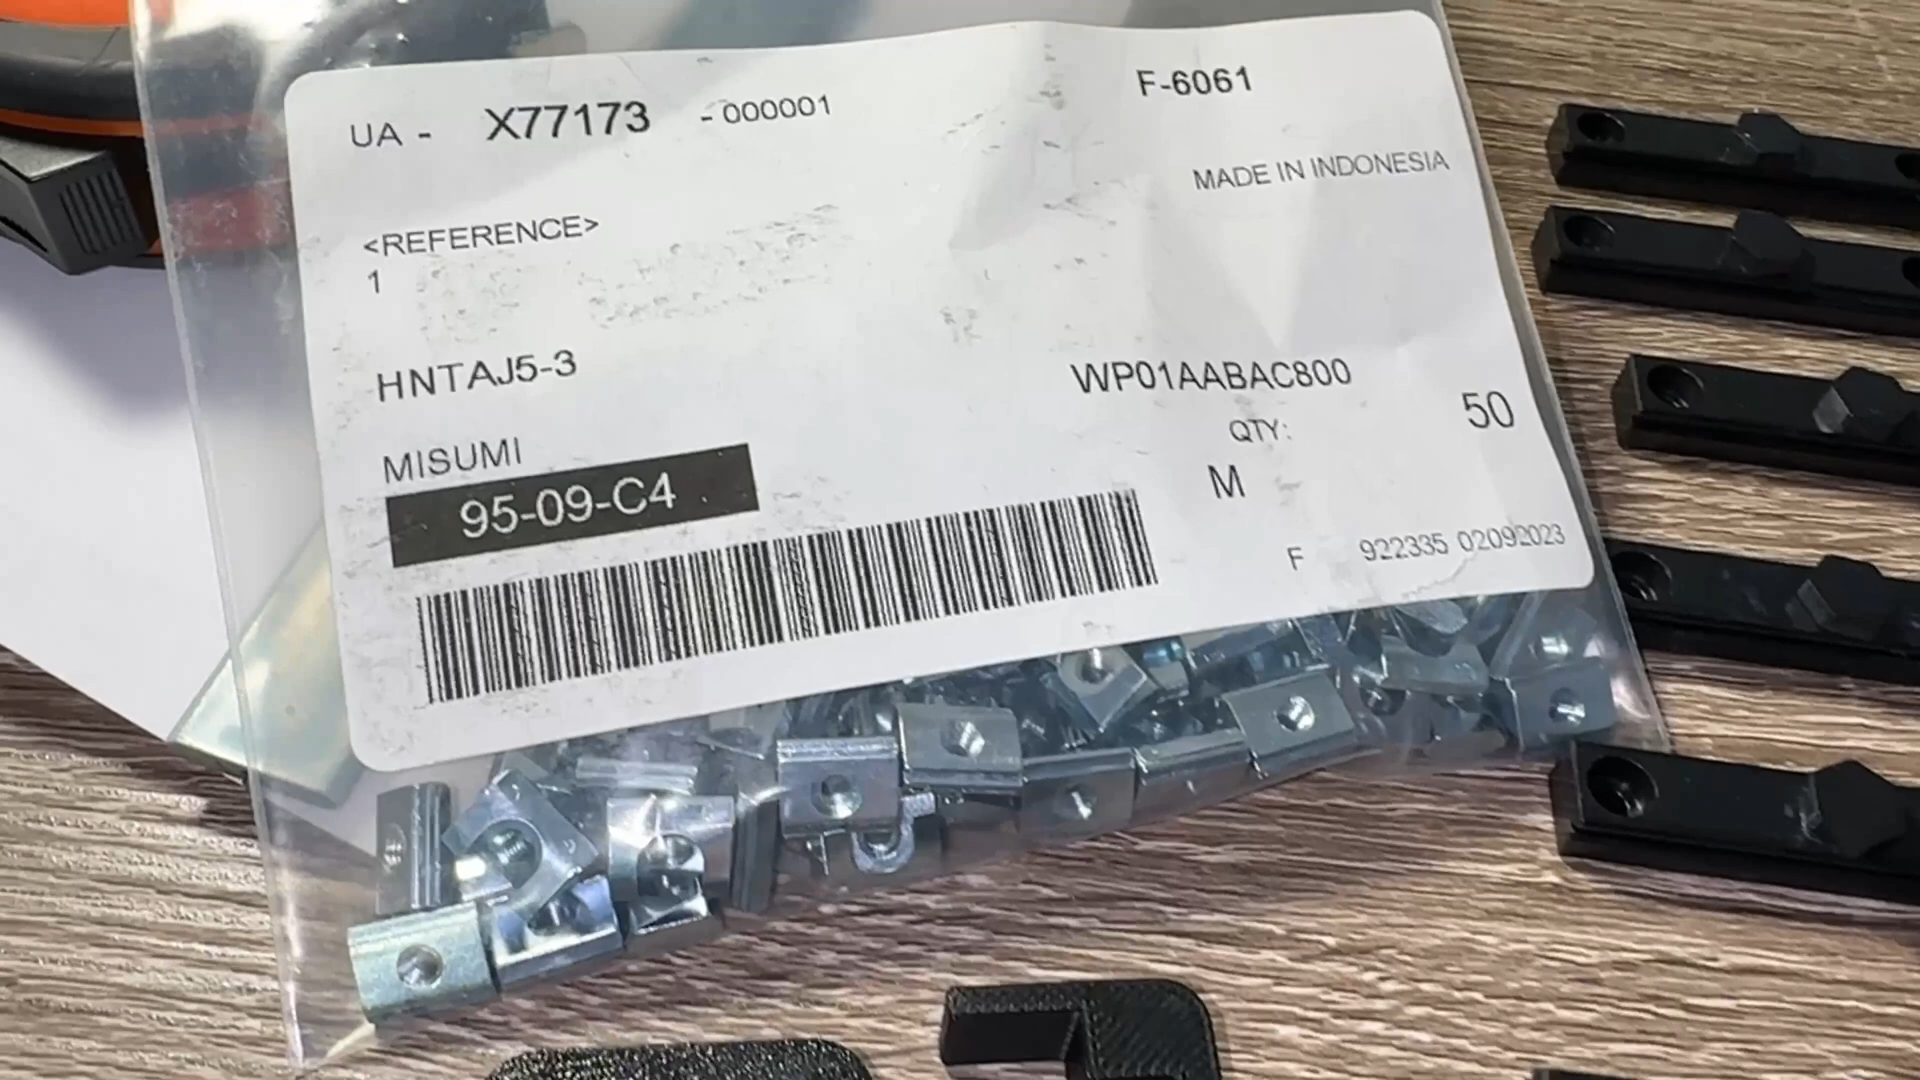 UA - X77173 - 000001 F-6061
MADE IN INDONESIA
<REFERENCE>
1
HNTAJ5-3 WP01AABAC800
QTY: 50
MISUMI M
95-09-C4
F 922335 02092023